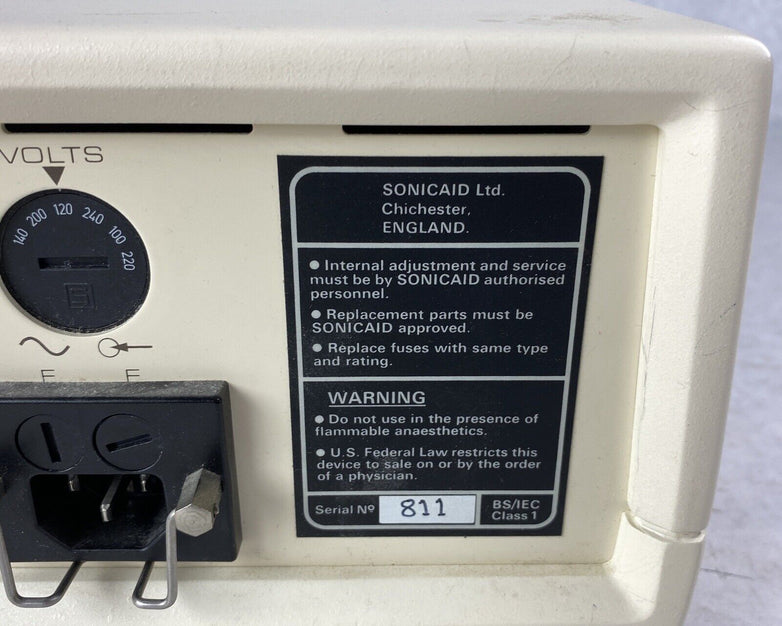 VOLTS
140 200 120 240 100 220
F F
SONICAID Ltd.
Chichester,
ENGLAND.
● Internal adjustment and service
must be by SONICAID authorised
personnel.
● Replacement parts must be
SONICAID approved.
● Replace fuses with same type
and rating.
WARNING
● Do not use in the presence of
flammable anaesthetics.
● U.S. Federal Law restricts this
device to sale on or by the order
of a physician.
Serial Nº 811 BS/IEC
Class 1